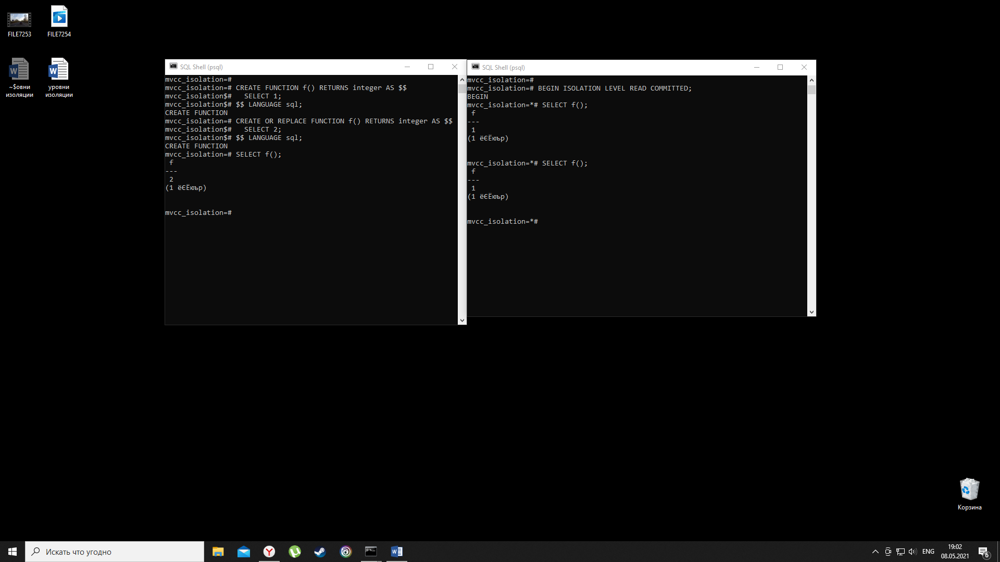 FILE7253
FILE7254
~$овни
изоляции
уровни
изоляции
SQL Shell (psql)
mvcc_isolation=#
mvcc_isolation=# CREATE FUNCTION f() RETURNS integer AS $$
mvcc_isolation$#   SELECT 1;
mvcc_isolation$# $$ LANGUAGE sql;
CREATE FUNCTION
mvcc_isolation=# CREATE OR REPLACE FUNCTION f() RETURNS integer AS $$
mvcc_isolation$#   SELECT 2;
mvcc_isolation$# $$ LANGUAGE sql;
CREATE FUNCTION
mvcc_isolation=# SELECT f();
f
---
2
(1 ёЄЁюър)
mvcc_isolation=#
SQL Shell (psql)
mvcc_isolation=#
mvcc_isolation=# BEGIN ISOLATION LEVEL READ COMMITTED;
BEGIN
mvcc_isolation=*# SELECT f();
f
---
1
(1 ёЄЁюър)
mvcc_isolation=*# SELECT f();
f
---
1
(1 ёЄЁюър)
mvcc_isolation=*#
Корзина
Искать что угодно
ENG
19:02
08.05.2021
6